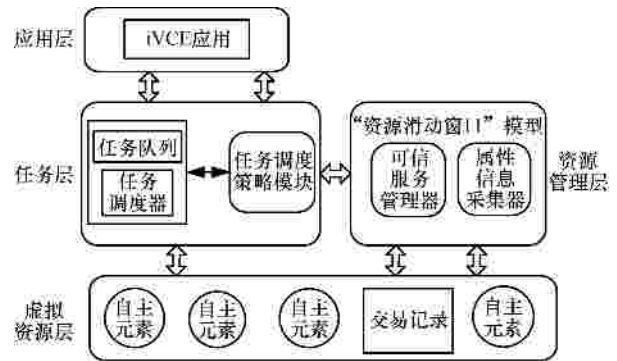 应用层
iVCE应用
任务层
任务队列
任务
调度器
任务调度
策略模块
“资源滑动窗口”模型
可信
服务
管理器
属性
信息
采集器
资源
管理层
虚拟
资源层
自主
元素
自主
元素
自主
元素
交易记录
自主
元素